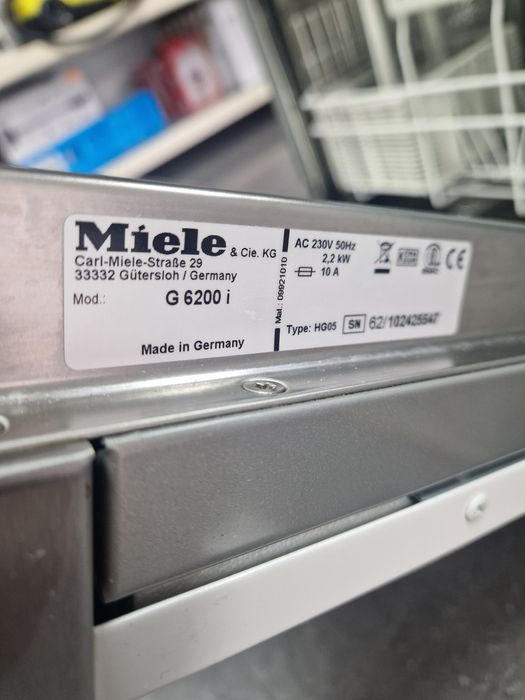 Miele & Cie. KG
Carl-Miele-Straße 29
33332 Gütersloh / Germany
Mod.: G 6200 i
Made in Germany
Mat.: 09921010
AC 230V 50Hz
2,2 kW
10 A
CE
Type: HG05 SN 62/102425547